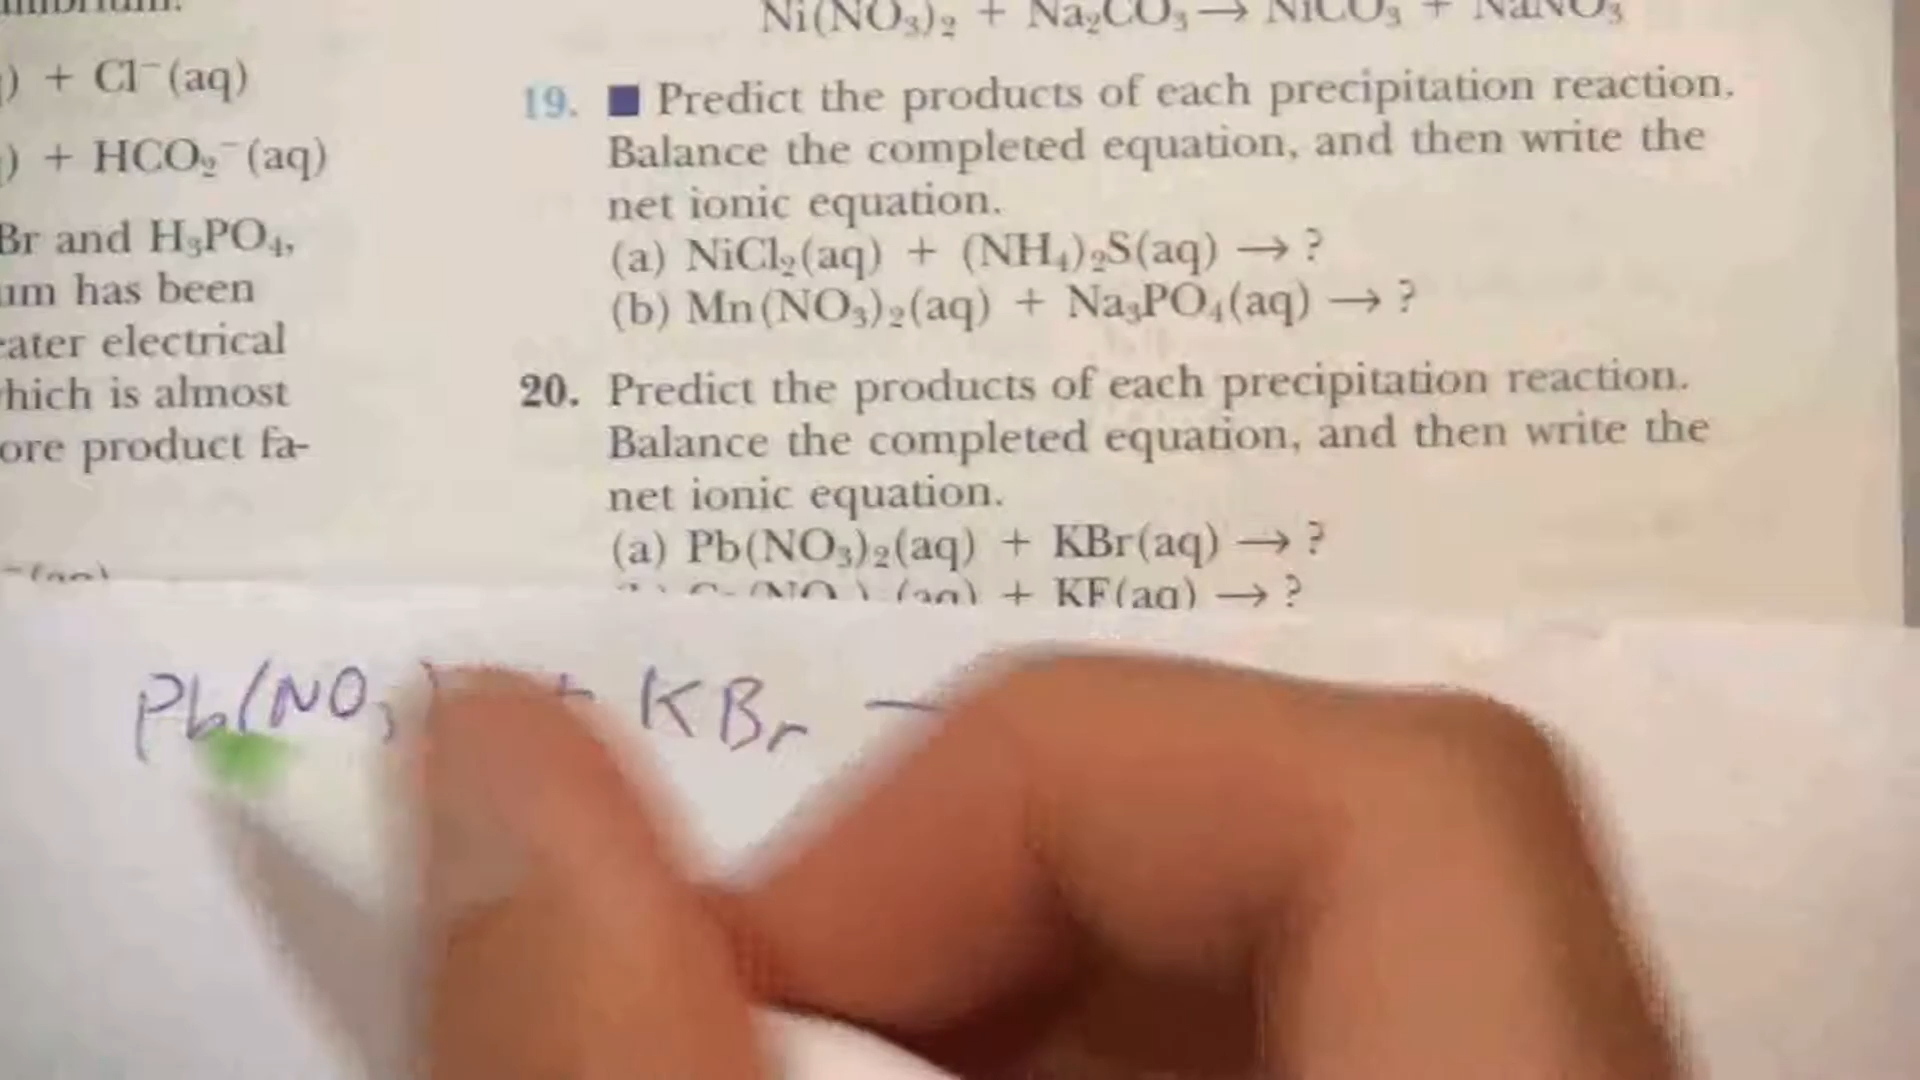 ) + Cl⁻(aq)
) + HCO₂⁻(aq)
Br and H₃PO₄,
um has been
eater electrical
which is almost
ore product fa-
Ni(NO₃)₂ + Na₂CO₃ → NiCO₃ + NaNO₃
19. ■ Predict the products of each precipitation reaction.
Balance the completed equation, and then write the
net ionic equation.
(a) NiCl₂(aq) + (NH₄)₂S(aq) → ?
(b) Mn(NO₃)₂(aq) + Na₃PO₄(aq) → ?
20. Predict the products of each precipitation reaction.
Balance the completed equation, and then write the
net ionic equation.
(a) Pb(NO₃)₂(aq) + KBr(aq) → ?
(aq) + KF(aq) → ?
Pb(NO₃) + KBr